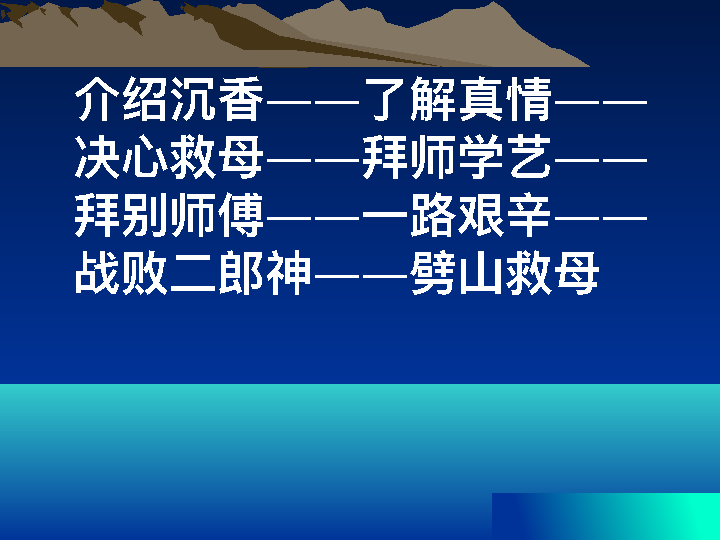 介绍沉香——了解真情——
决心救母——拜师学艺——
拜别师傅——一路艰辛——
战败二郎神——劈山救母